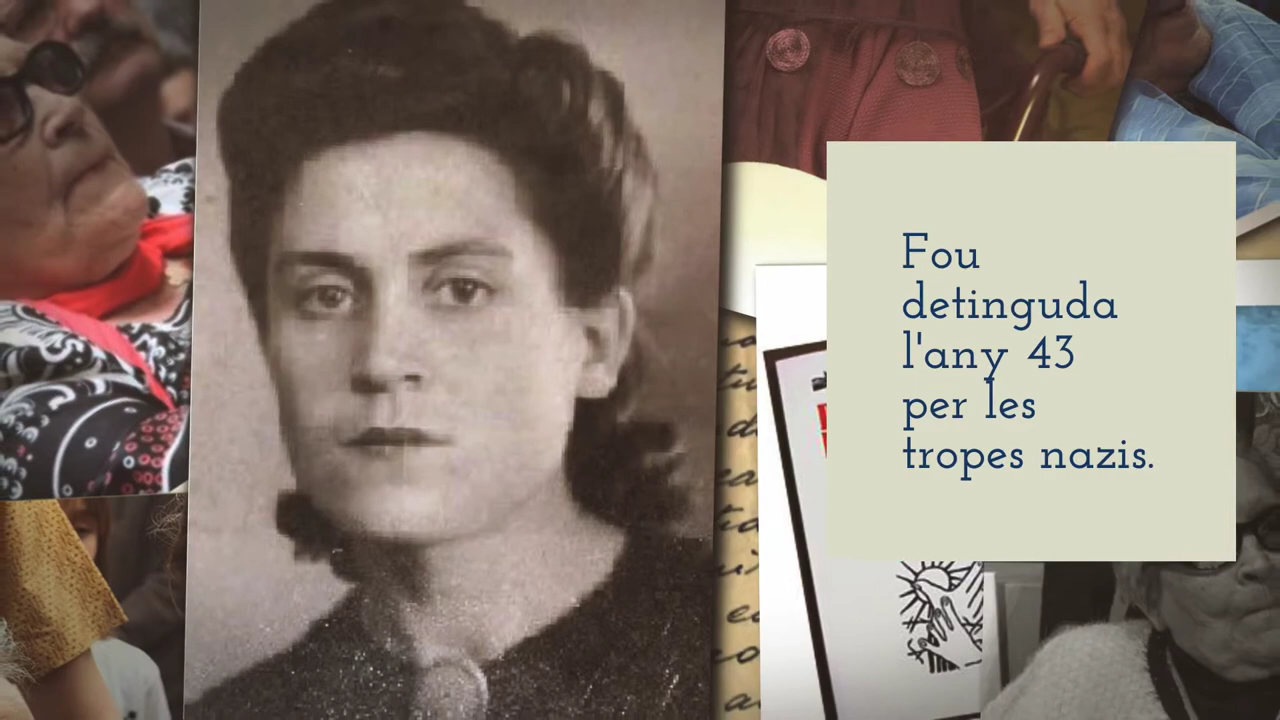 Fou
detinguda
l'any 43
per les
tropes nazis.